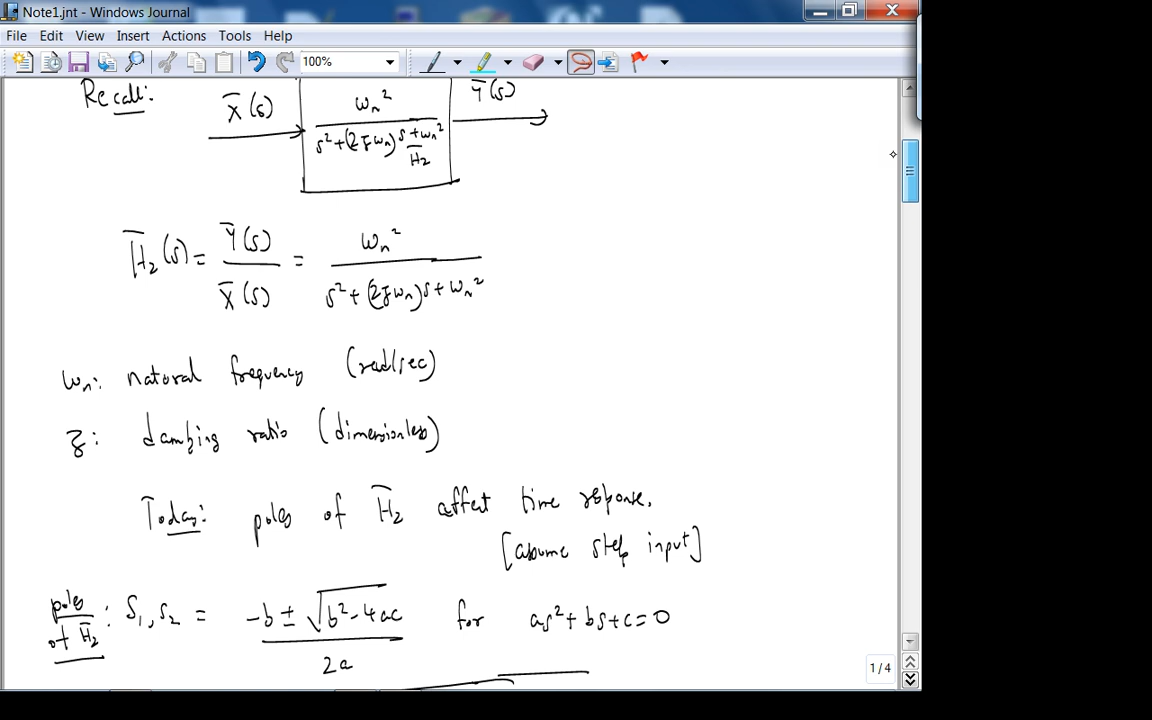 Note1.jnt - Windows Journal
File Edit View Insert Actions Tools Help
100%
Recall:
X̄(s) ωn² / (s² + (2ξωn)s + ωn²) Ȳ(s)
H̄2
H̄2(s) = Ȳ(s) / X̄(s) = ωn² / (s² + (2ξωn)s + ωn²)
ωn: natural frequency (rad/sec)
ξ: damping ratio (dimensionless)
Today: poles of H̄2 affect time response.
[assume step input]
poles of H̄2: S1, S2 = (-b ± √(b² - 4ac)) / 2a for as² + bs + c = 0
1 / 4